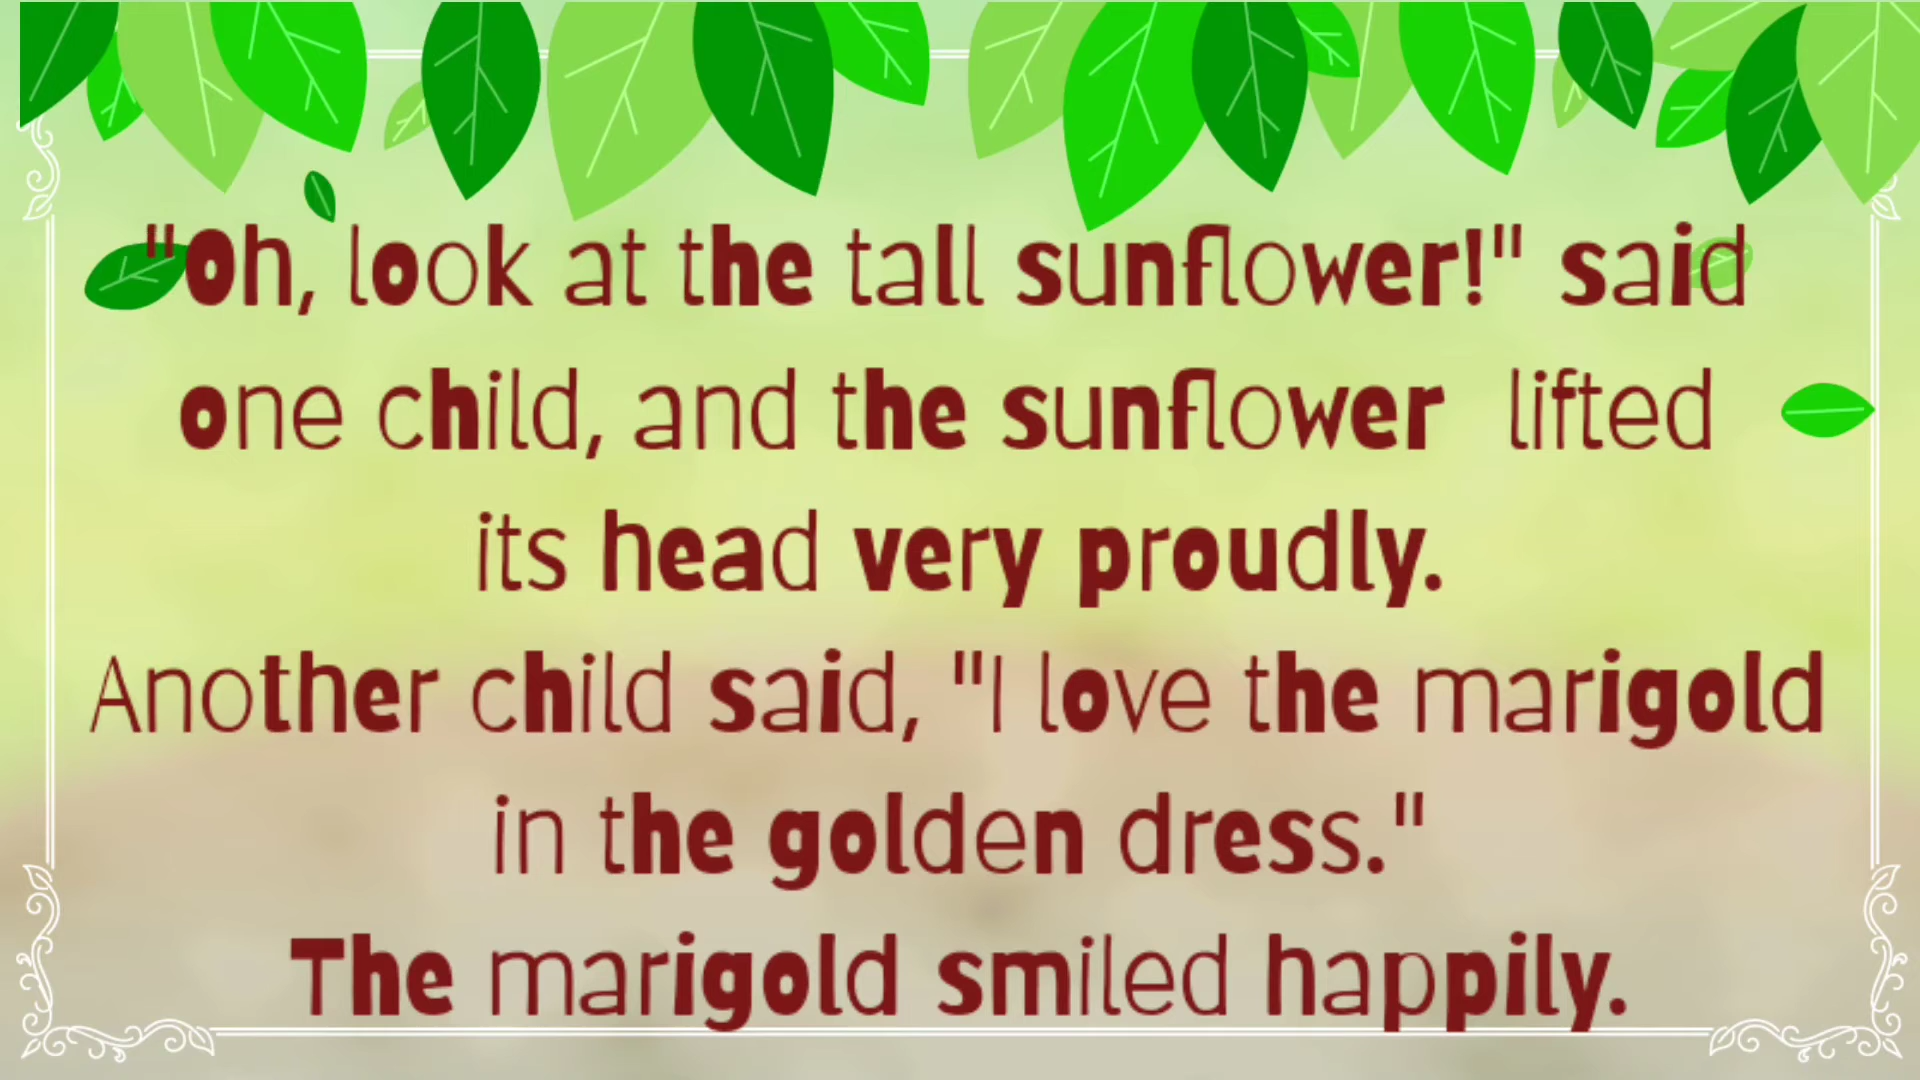 "Oh, look at the tall sunflower!" said
one child, and the sunflower lifted
its head very proudly.
Another child said, "I love the marigold
in the golden dress."
The marigold smiled happily.